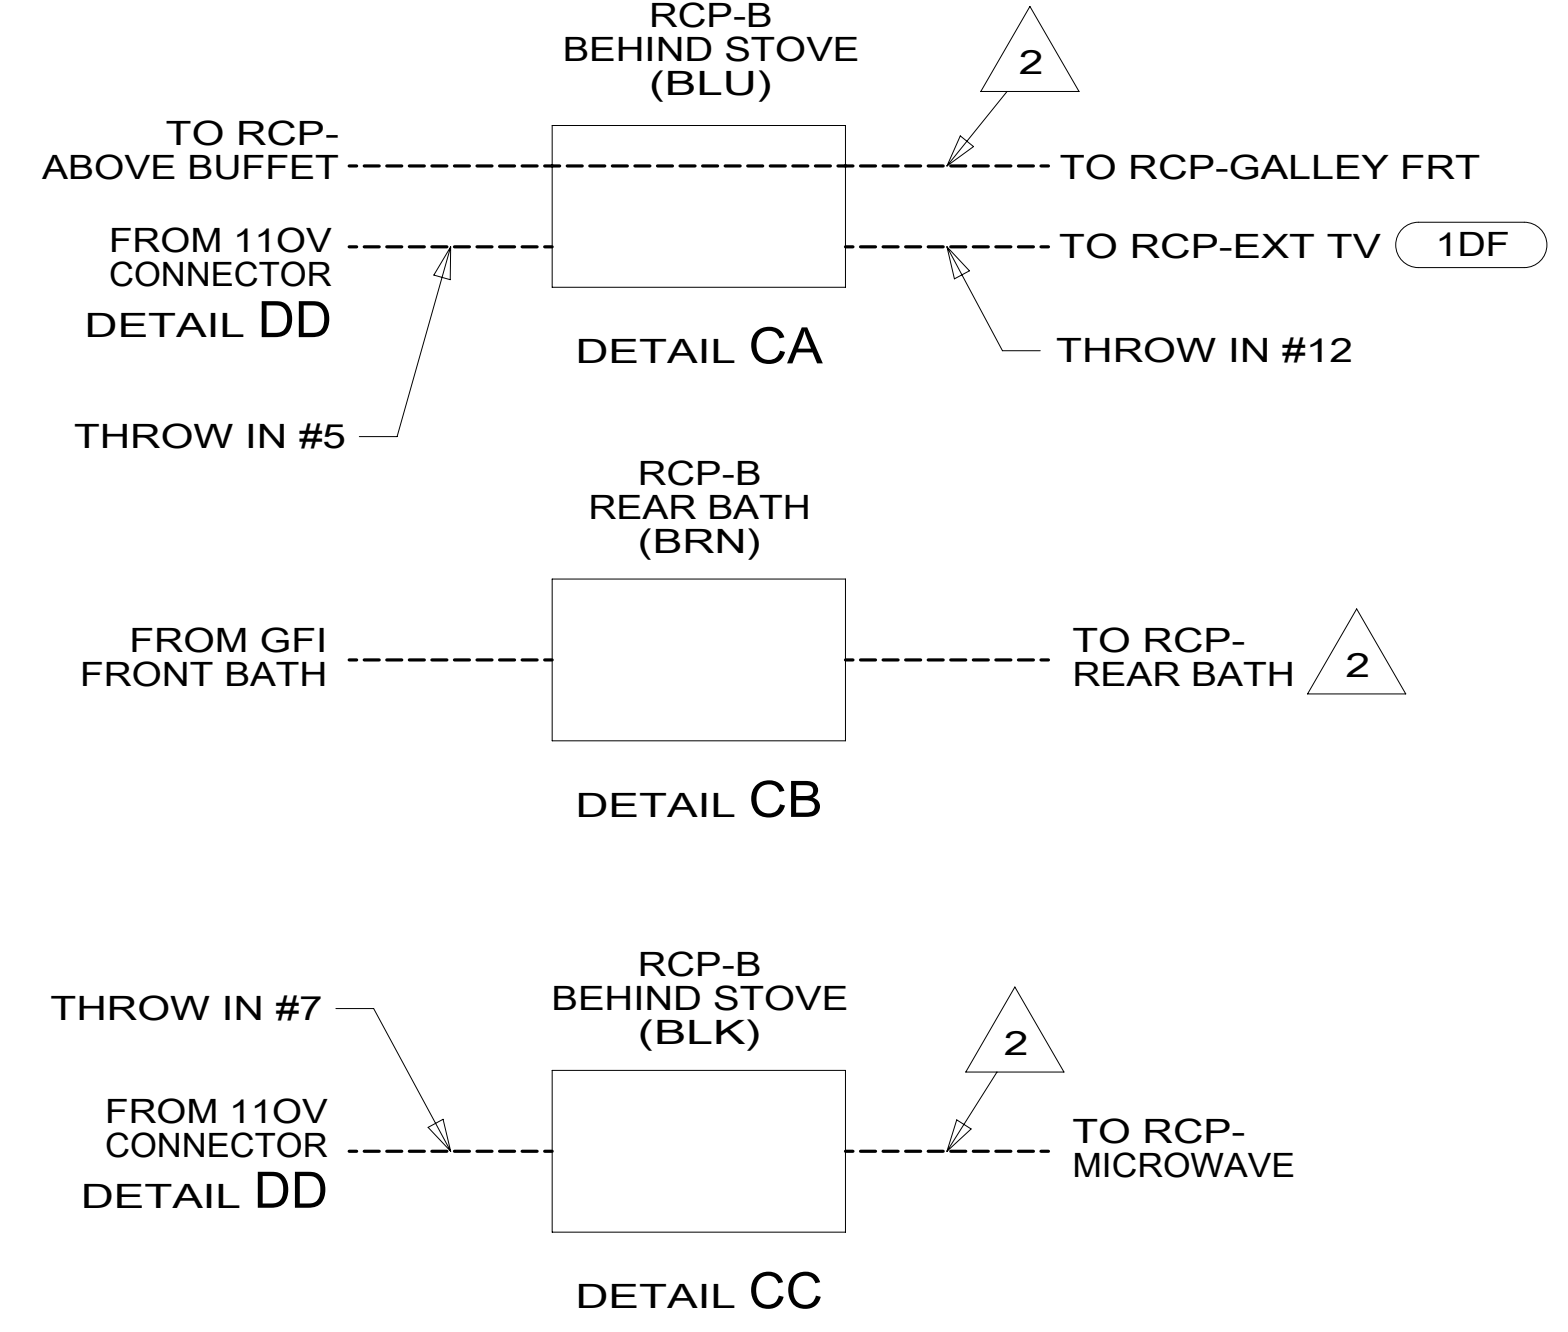 RCP-B
BEHIND STOVE
(BLU)
2
TO RCP-
ABOVE BUFFET
TO RCP-GALLEY FRT
FROM 11OV
CONNECTOR
DETAIL DD
TO RCP-EXT TV 1DF
DETAIL CA
THROW IN #12
THROW IN #5
RCP-B
REAR BATH
(BRN)
FROM GFI
FRONT BATH
TO RCP-
REAR BATH
2
DETAIL CB
RCP-B
BEHIND STOVE
(BLK)
THROW IN #7
2
FROM 11OV
CONNECTOR
DETAIL DD
TO RCP-
MICROWAVE
DETAIL CC